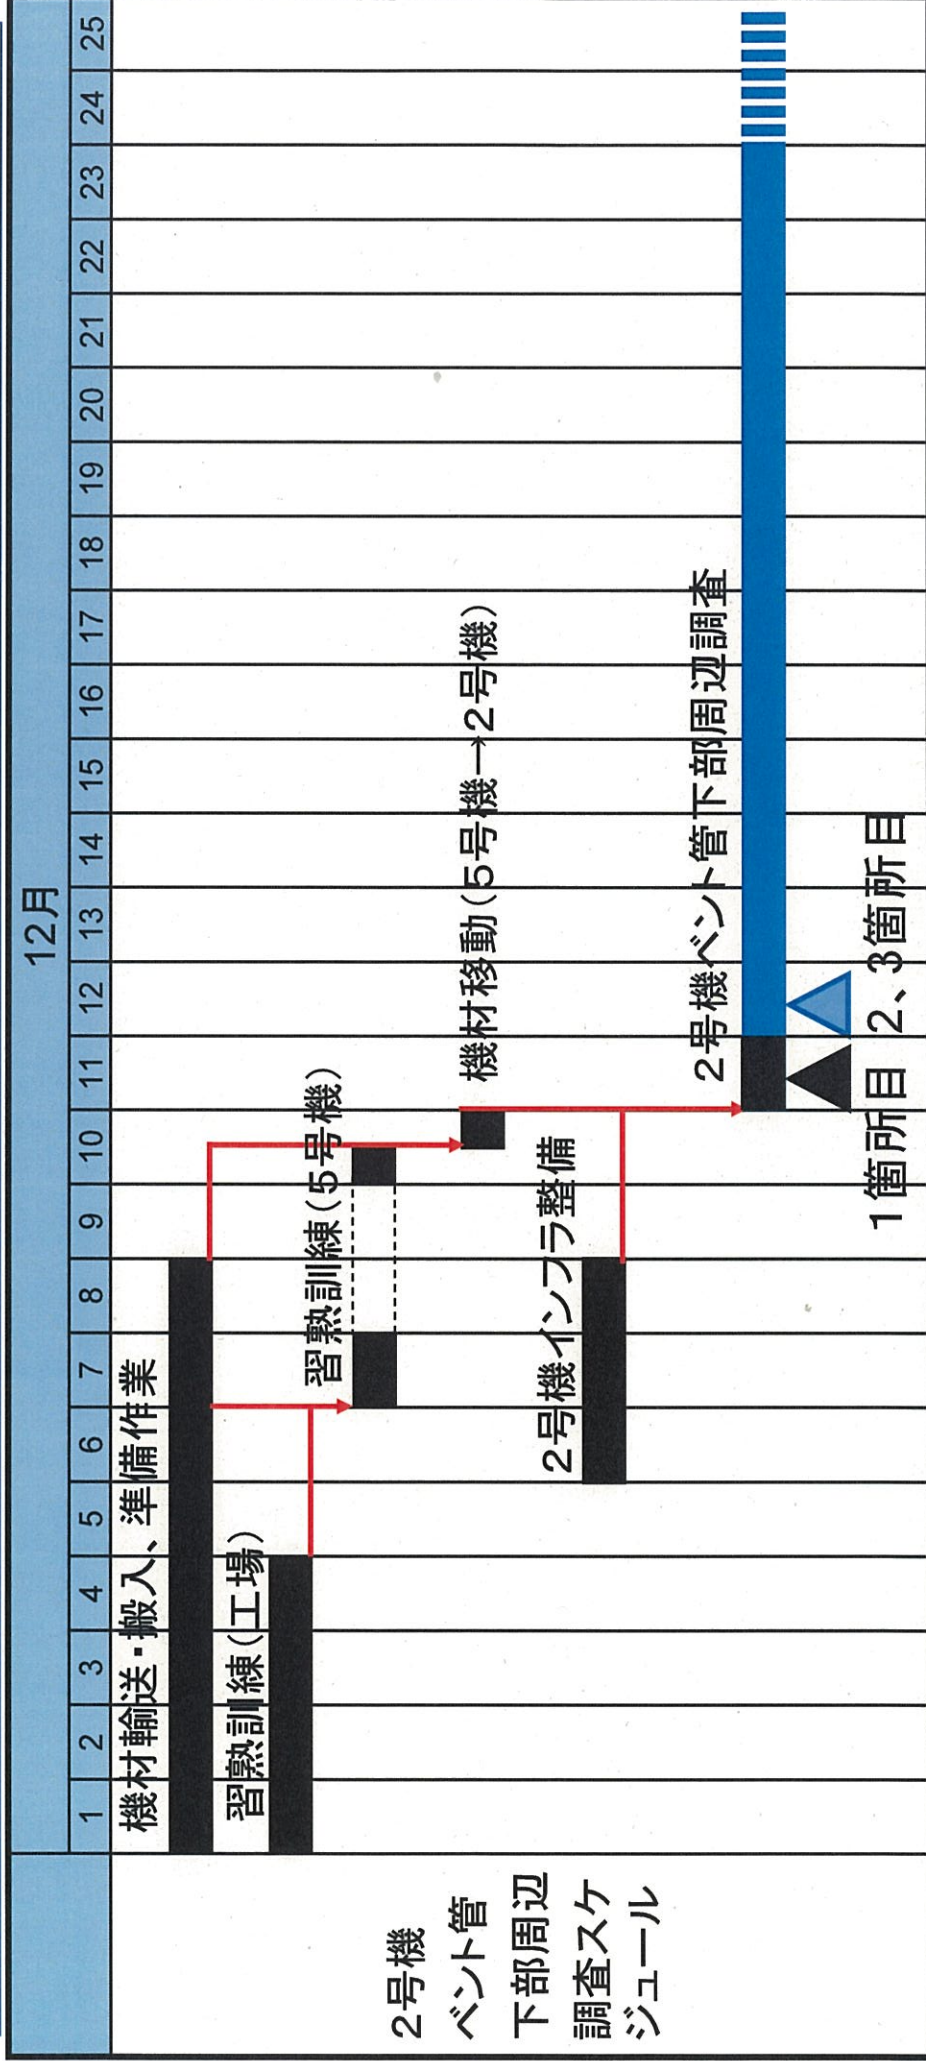 12月
1 2 3 4 5 6 7 8 9 10 11 12 13 14 15 16 17 18 19 20 21 22 23 24 25
2号機
ベント管
下部周辺
調査スケ
ジュール
機材輸送・搬入、準備作業
習熟訓練(工場)
習熟訓練(5号機)
機材移動(5号機→2号機)
2号機インフラ整備
2号機ベント管下部周辺調査
1箇所目 2、3箇所目